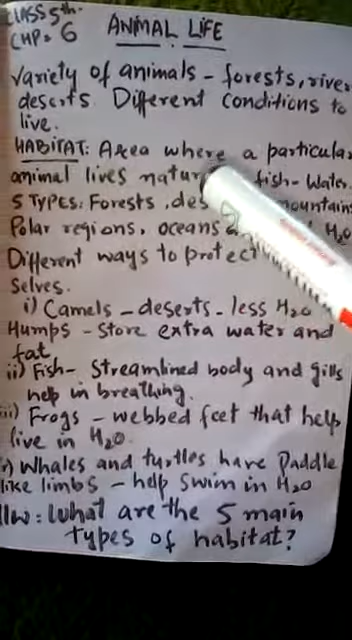 CLASS 5th.
CHP - 6 ANIMAL LIFE
Variety of animals - forests, river
deserts. Different conditions to
live.
HABITAT: Area where a particular
animal lives fish - Water.
5 TYPES: Forests, mountain
Polar regions, oceans H₂O
Different ways to protect
selves.
i) Camels - deserts - less H₂O
Humps - store extra water and
fat
ii) Fish - Streamlined body and gills
help in breathing.
iii) Frogs - webbed feet that help
live in H₂O.
Whales and turtles have Paddle
like limbs - help swim in H₂O
HW: What are the 5 main
types of habitat?